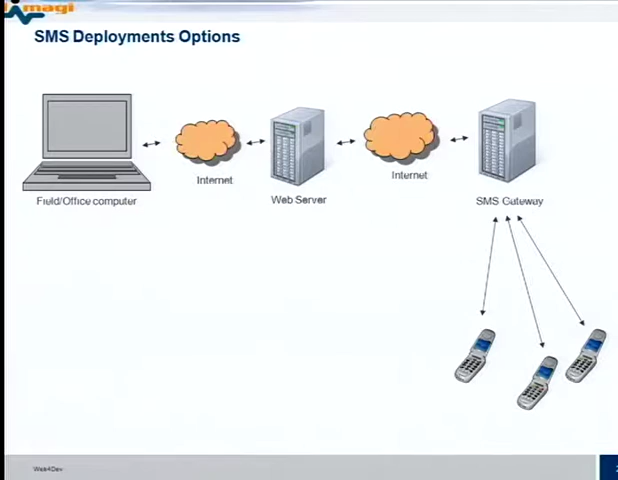 magi
SMS Deployments Options
Internet
Internet
Field/Office computer
Web Server
SMS Gateway
Web4Dev